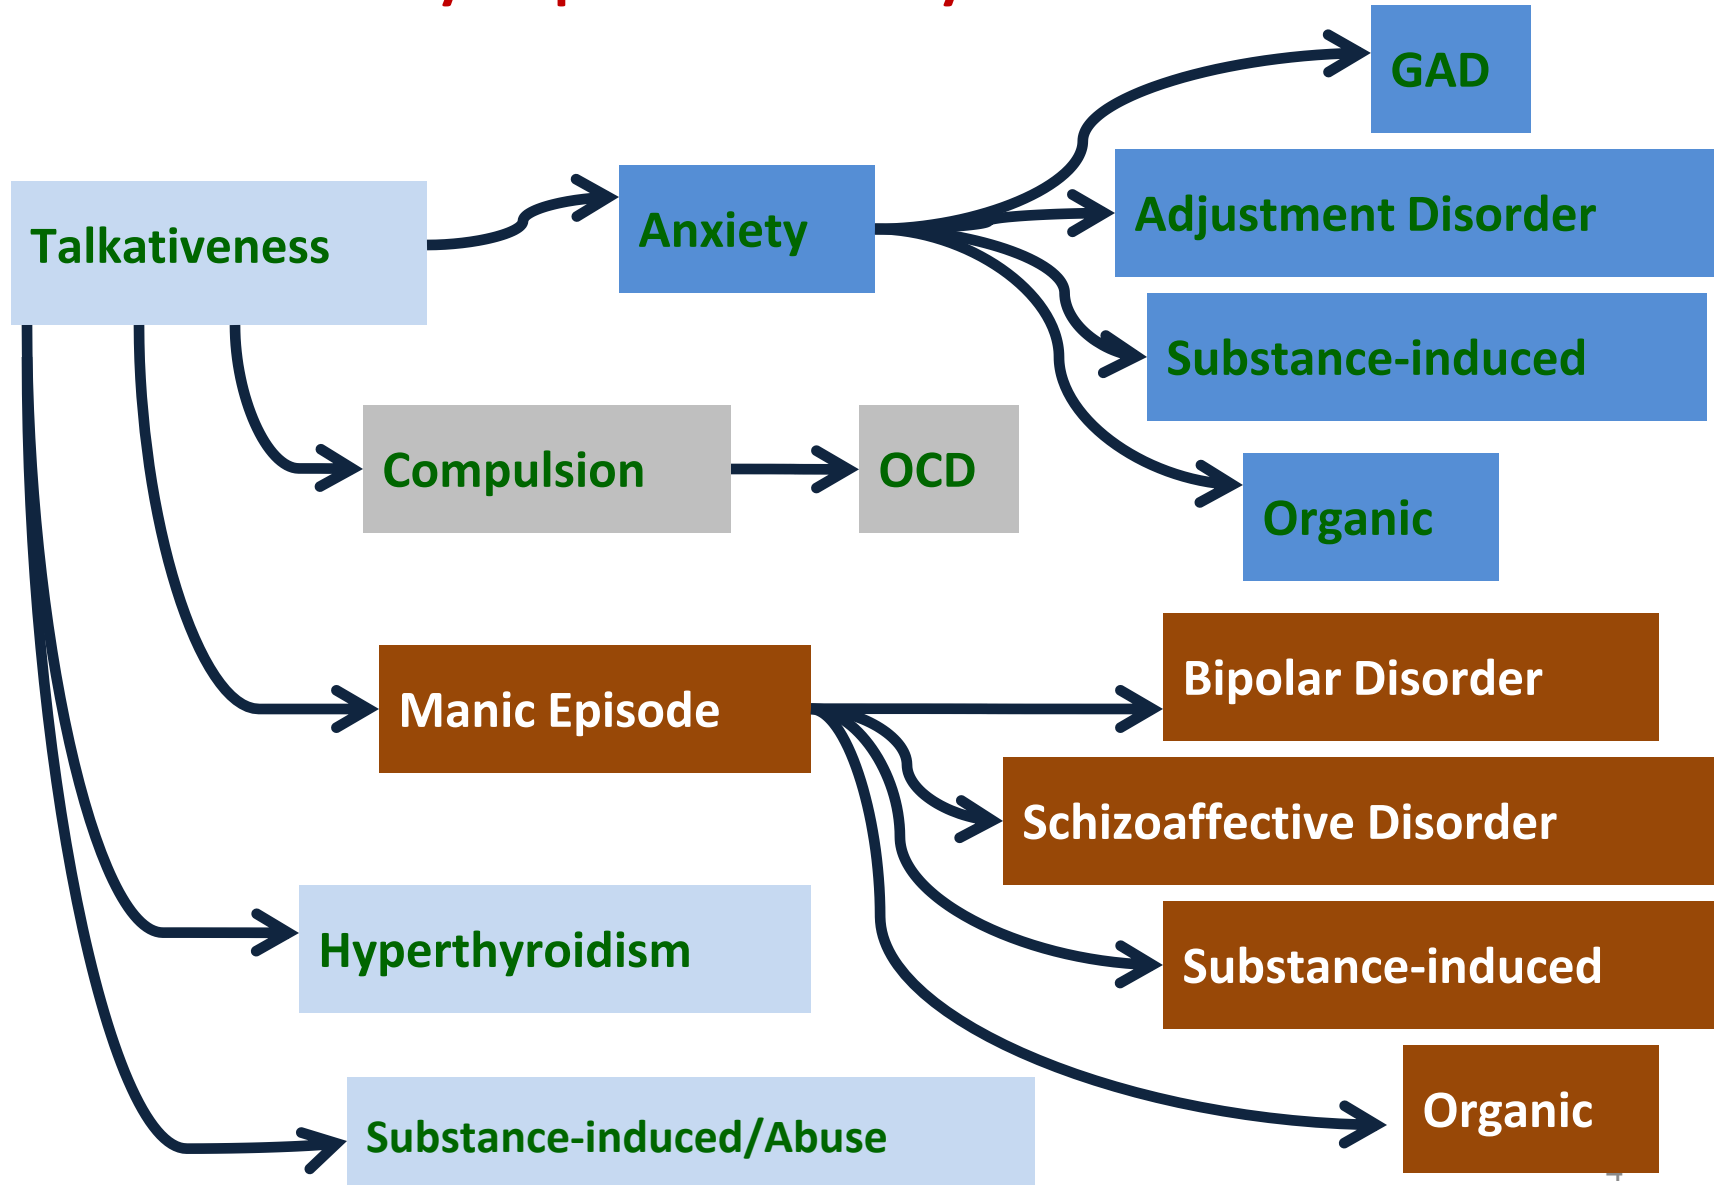 GAD
Adjustment Disorder
Talkativeness
Anxiety
Substance-induced
Compulsion
OCD
Organic
Manic Episode
Bipolar Disorder
Schizoaffective Disorder
Hyperthyroidism
Substance-induced
Substance-induced/Abuse
Organic